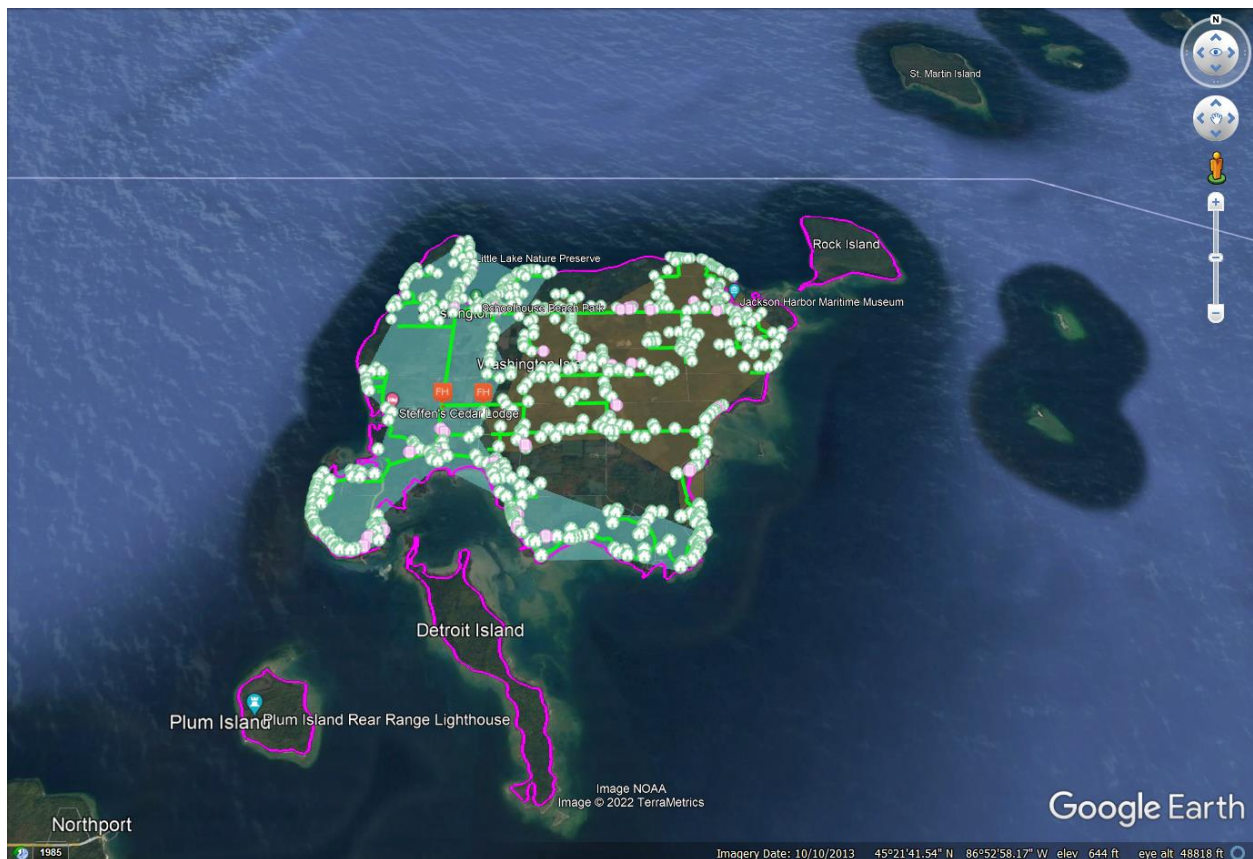 N
St. Martin Island
Rock Island
Little Lake Nature Preserve
Jackson Harbor Maritime Museum
Schoolhouse Beach Park
Washington
FH
FH
Steffen's Cedar Lodge
Detroit Island
Plum Island
Plum Island Rear Range Lighthouse
Image NOAA
Image © 2022 TerraMetrics
Google Earth
Northport
1985
Imagery Date: 10/10/2013 45°21'41.54" N 86°52'58.17" W elev 644 ft eye alt 48818 ft